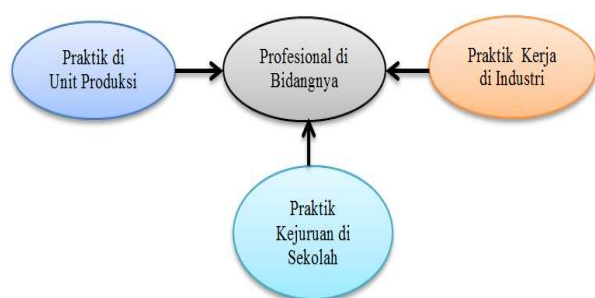 Praktik di
Unit Produksi
Profesional di
Bidangnya
Praktik Kerja
di Industri
Praktik
Kejuruan di
Sekolah